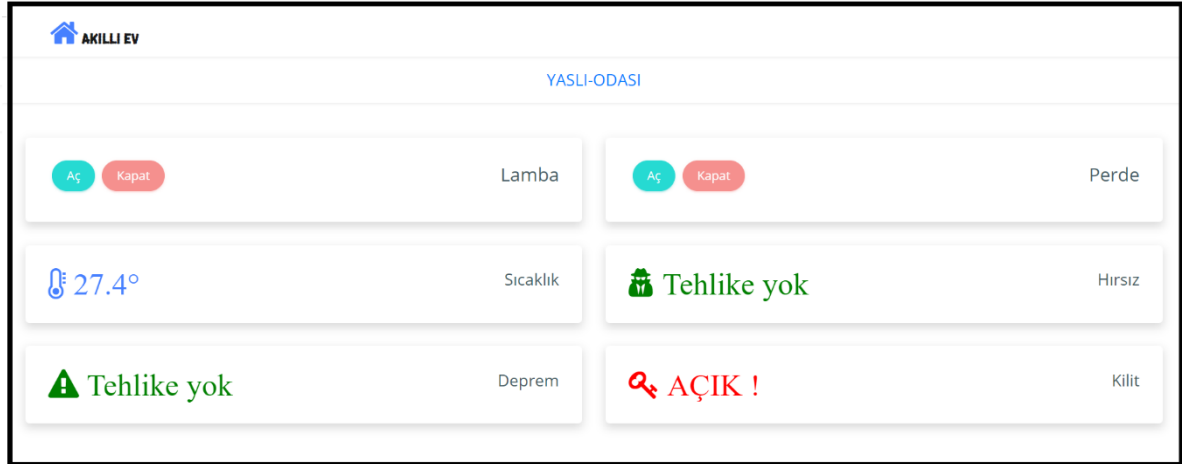 AKILLI EV
YASLI-ODASI
Aç Kapat Lamba
Aç Kapat Perde
27.4° Sıcaklık
Tehlike yok Hırsız
Tehlike yok Deprem
AÇIK ! Kilit